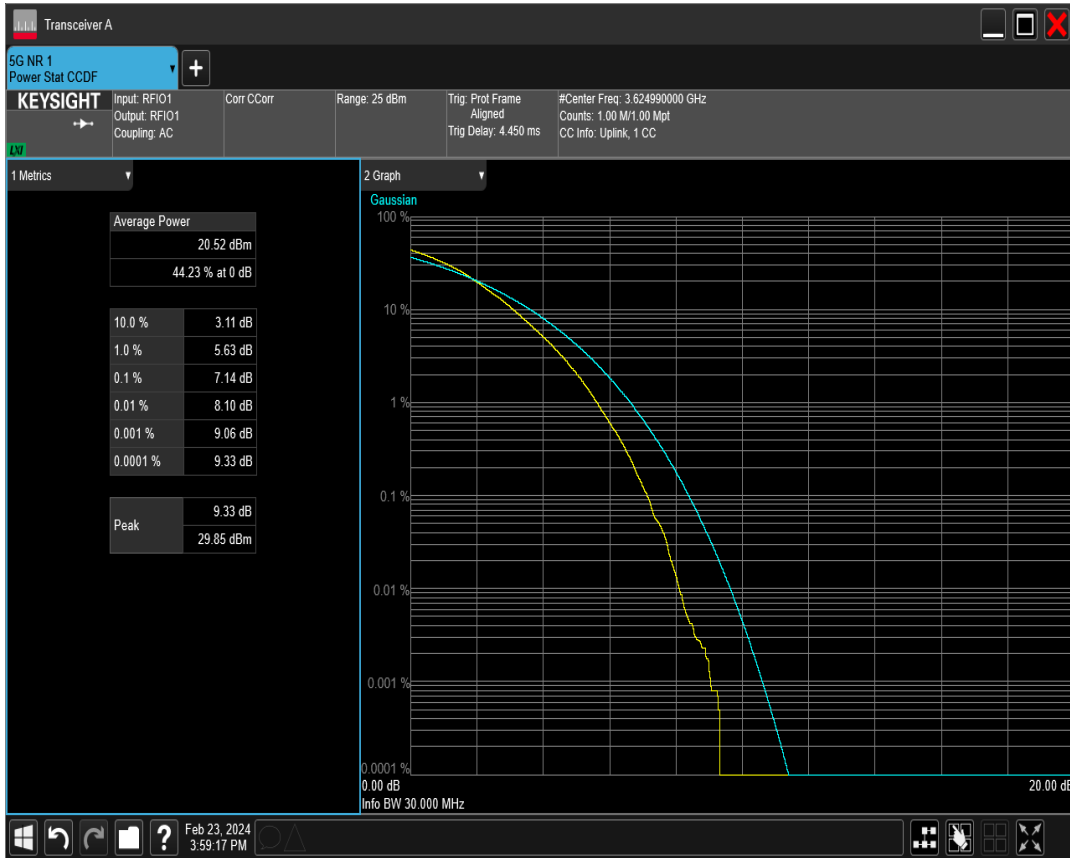 Transceiver A
5G NR 1
Power Stat CCDF
+
KEYSIGHT
LXI
Input: RFIO1
Output: RFIO1
Coupling: AC
Corr CCorr
Range: 25 dBm
Trig: Prot Frame
Aligned
Trig Delay: 4.450 ms
#Center Freq: 3.624990000 GHz
Counts: 1.00 M/1.00 Mpt
CC Info: Uplink, 1 CC
1 Metrics
Average Power
20.52 dBm
44.23 % at 0 dB
10.0 % 3.11 dB
1.0 % 5.63 dB
0.1 % 7.14 dB
0.01 % 8.10 dB
0.001 % 9.06 dB
0.0001 % 9.33 dB
Peak 9.33 dB
29.85 dBm
2 Graph
Gaussian
100 %
10 %
1 %
0.1 %
0.01 %
0.001 %
0.0001 %
0.00 dB 20.00 dB
Info BW 30.000 MHz
? Feb 23, 2024
3:59:17 PM